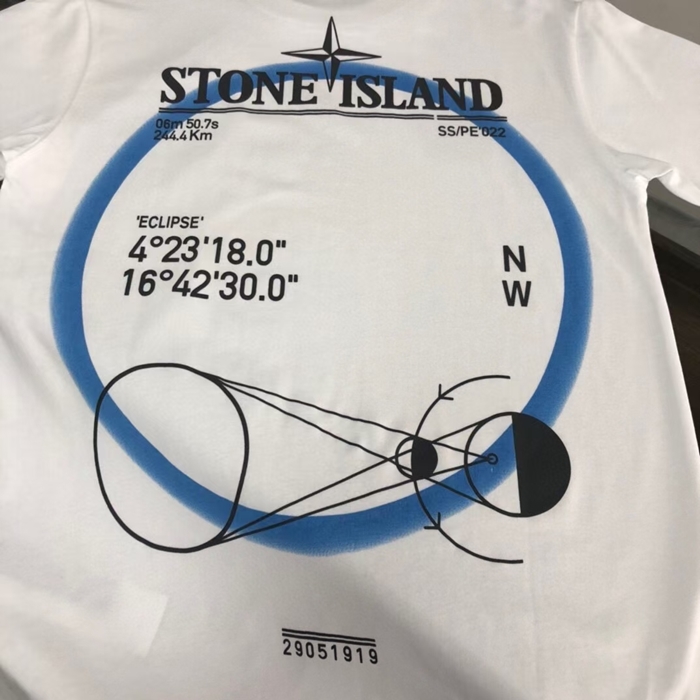 STONE ISLAND
06m 50.7s
244.4 Km
SS/PE'022
'ECLIPSE'
4°23'18.0" N
16°42'30.0" W
29051919